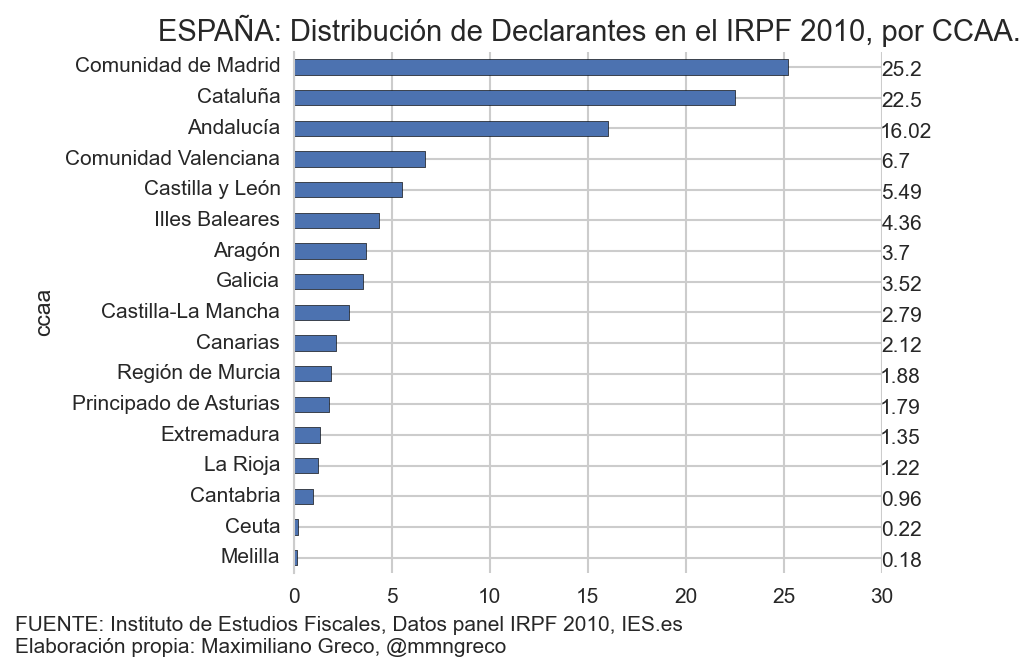 ESPAÑA: Distribución de Declarantes en el IRPF 2010, por CCAA.
Comunidad de Madrid 25.2
Cataluña 22.5
Andalucía 16.02
Comunidad Valenciana 6.7
Castilla y León 5.49
Illes Baleares 4.36
Aragón 3.7
Galicia 3.52
Castilla-La Mancha 2.79
Canarias 2.12
Región de Murcia 1.88
Principado de Asturias 1.79
Extremadura 1.35
La Rioja 1.22
Cantabria 0.96
Ceuta 0.22
Melilla 0.18
ccaa
0 5 10 15 20 25 30
FUENTE: Instituto de Estudios Fiscales, Datos panel IRPF 2010, IES.es
Elaboración propia: Maximiliano Greco, @mmngreco